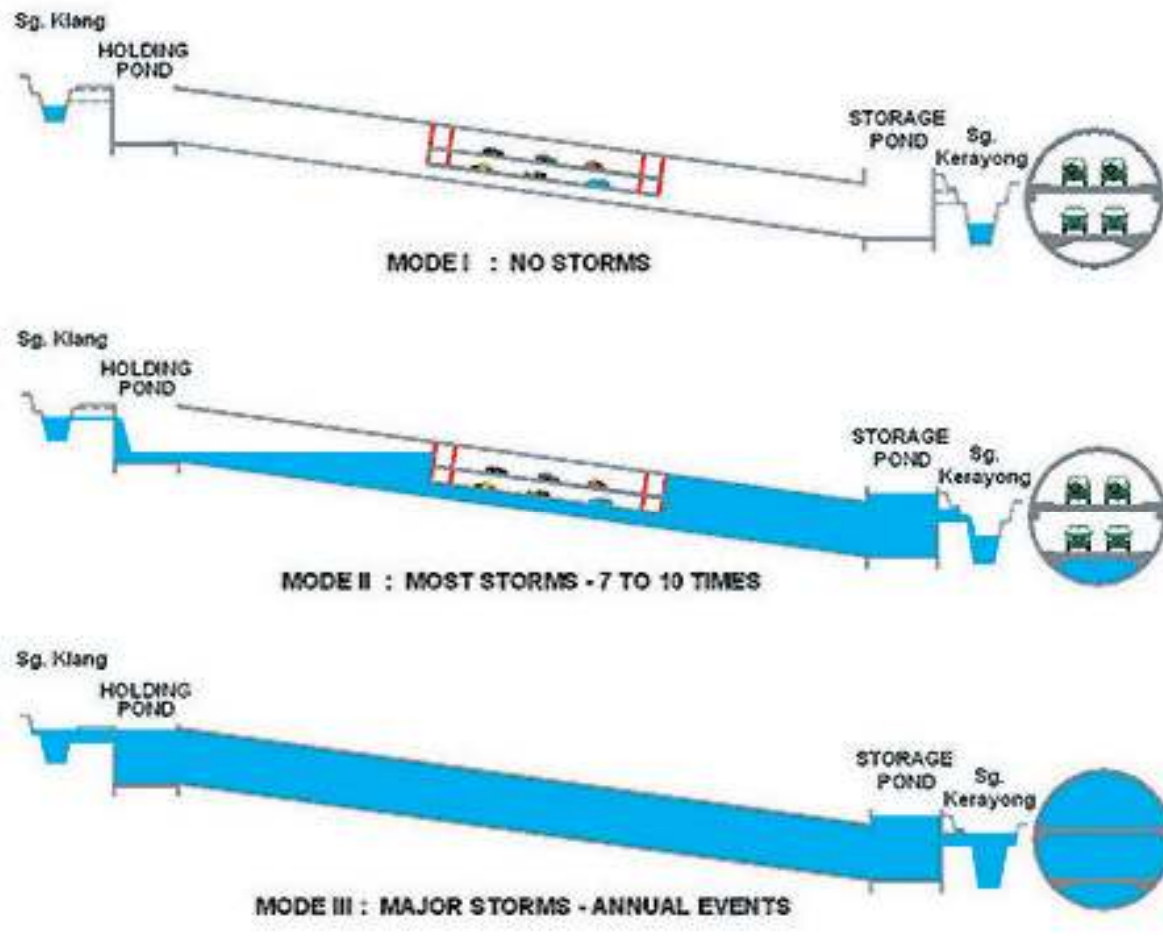 Sg. Klang
HOLDING
POND
STORAGE
POND
Sg.
Kerayong
MODE I : NO STORMS
Sg. Klang
HOLDING
POND
STORAGE
POND
Sg.
Kerayong
MODE II : MOST STORMS - 7 TO 10 TIMES
Sg. Klang
HOLDING
POND
STORAGE
POND
Sg.
Kerayong
MODE III : MAJOR STORMS - ANNUAL EVENTS